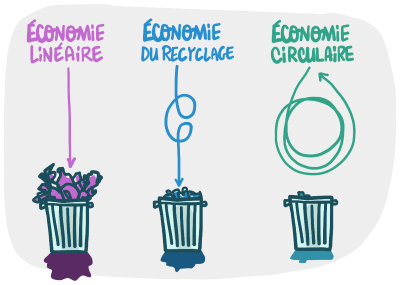 ÉCONOMIE
LINÉAIRE
ÉCONOMIE
DU RECYCLAGE
ÉCONOMIE
CIRCULAIRE